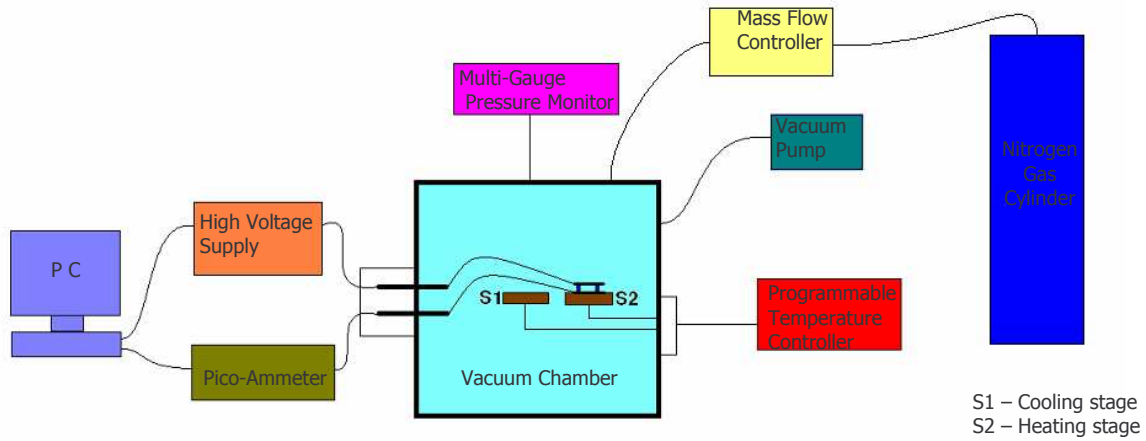 Mass Flow
Controller
Multi-Gauge
Pressure Monitor
Vacuum
Pump
Nitrogen
Gas
Cylinder
High Voltage
Supply
P C
S1
S2
Programmable
Temperature
Controller
Pico-Ammeter
Vacuum Chamber
S1 – Cooling stage
S2 – Heating stage